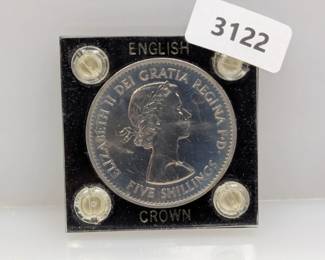 3122
ENGLISH
ELIZABETH II DEI GRATIA REGINA F.D.
FIVE SHILLINGS
CROWN